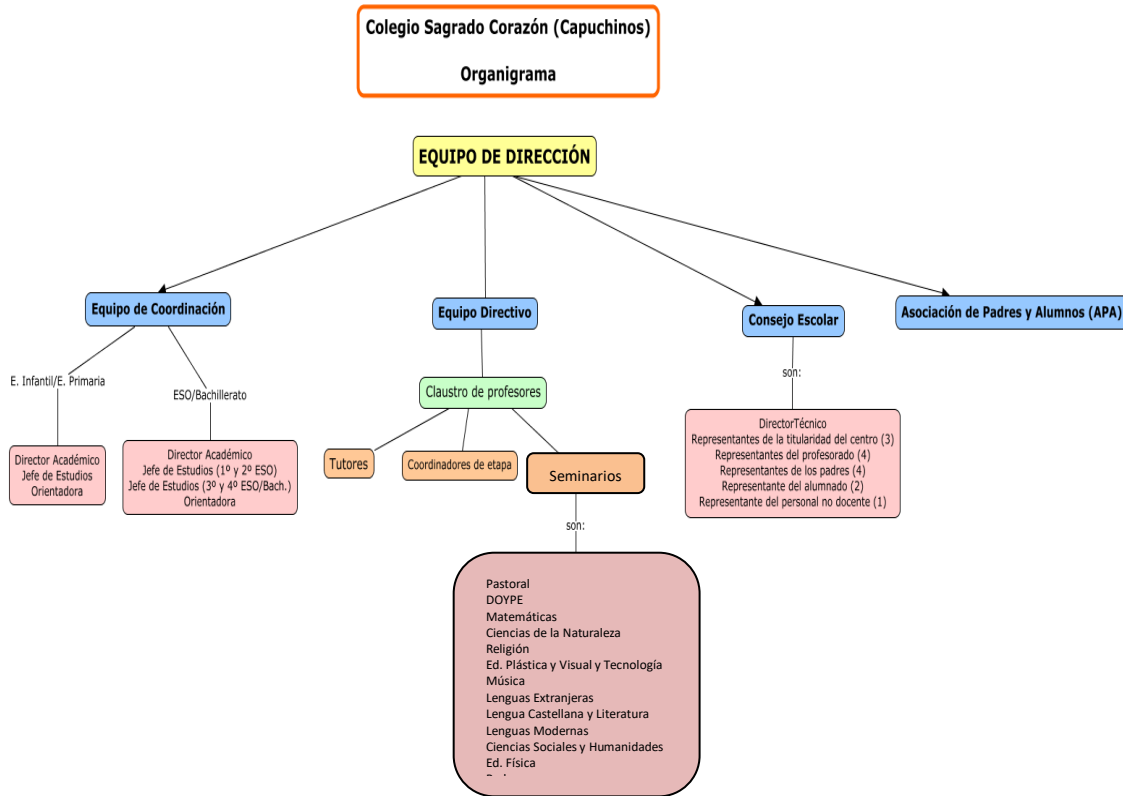 Colegio Sagrado Corazón (Capuchinos)
Organigrama
EQUIPO DE DIRECCIÓN
Equipo de Coordinación
Equipo Directivo
Consejo Escolar
Asociación de Padres y Alumnos (APA)
E. Infantil/E. Primaria
ESO/Bachillerato
Director Académico
Jefe de Estudios
Orientadora
Director Académico
Jefe de Estudios (1º y 2º ESO)
Jefe de Estudios (3º y 4º ESO/Bach.)
Orientadora
Claustro de profesores
Tutores
Coordinadores de etapa
Seminarios
son:
Pastoral
DOYPE
Matemáticas
Ciencias de la Naturaleza
Religión
Ed. Plástica y Visual y Tecnología
Música
Lenguas Extranjeras
Lengua Castellana y Literatura
Lenguas Modernas
Ciencias Sociales y Humanidades
Ed. Física
son:
DirectorTécnico
Representantes de la titularidad del centro (3)
Representantes del profesorado (4)
Representantes de los padres (4)
Representante del alumnado (2)
Representante del personal no docente (1)